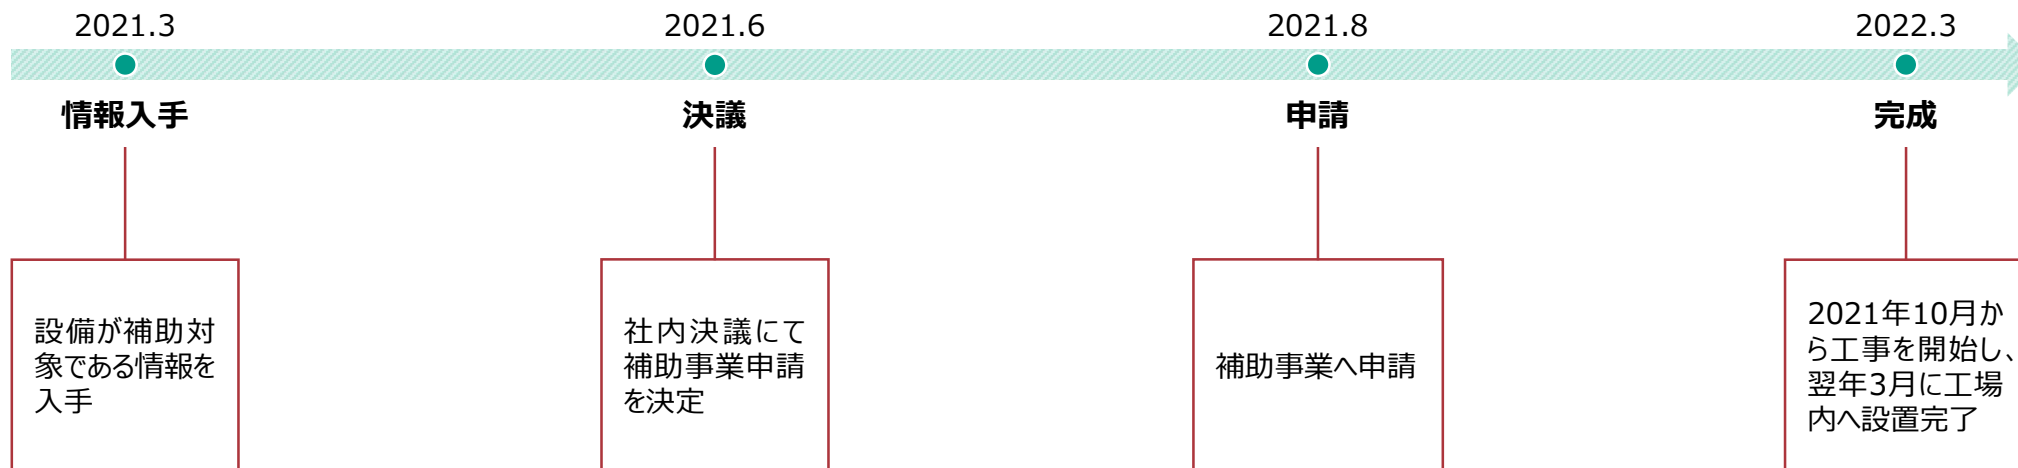 2021.3
2021.6
2021.8
2022.3
情報入手
決議
申請
完成
設備が補助対
象である情報を
入手
社内決議にて
補助事業申請
を決定
補助事業へ申請
2021年10月か
ら工事を開始し、
翌年3月に工場
内へ設置完了